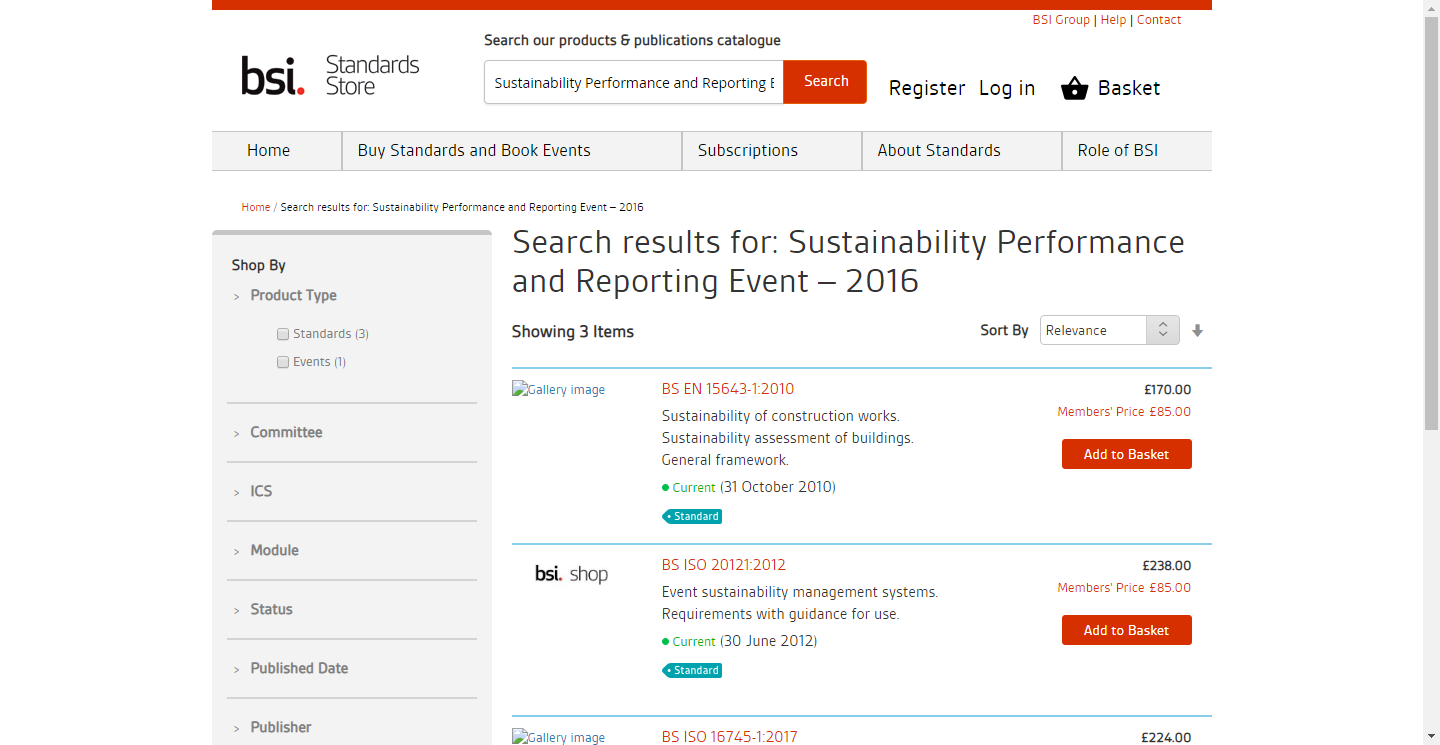 BSI Group | Help | Contact
Search our products & publications catalogue
bsi. Standards Store
Sustainability Performance and Reporting E
Search
Register Log in Basket
Home Buy Standards and Book Events Subscriptions About Standards Role of BSI
Home / Search results for: Sustainability Performance and Reporting Event – 2016
Shop By
> Product Type
Standards (3)
Events (1)
> Committee
> ICS
> Module
> Status
> Published Date
> Publisher
Search results for: Sustainability Performance
and Reporting Event – 2016
Showing 3 Items
Sort By Relevance
Gallery image
BS EN 15643-1:2010
£170.00
Sustainability of construction works.
Members' Price £85.00
Sustainability assessment of buildings.
General framework.
Add to Basket
Current (31 October 2010)
Standard
bsi. shop
BS ISO 20121:2012
£238.00
Event sustainability management systems.
Members' Price £85.00
Requirements with guidance for use.
Add to Basket
Current (30 June 2012)
Standard
Gallery image
BS ISO 16745-1:2017
£224.00